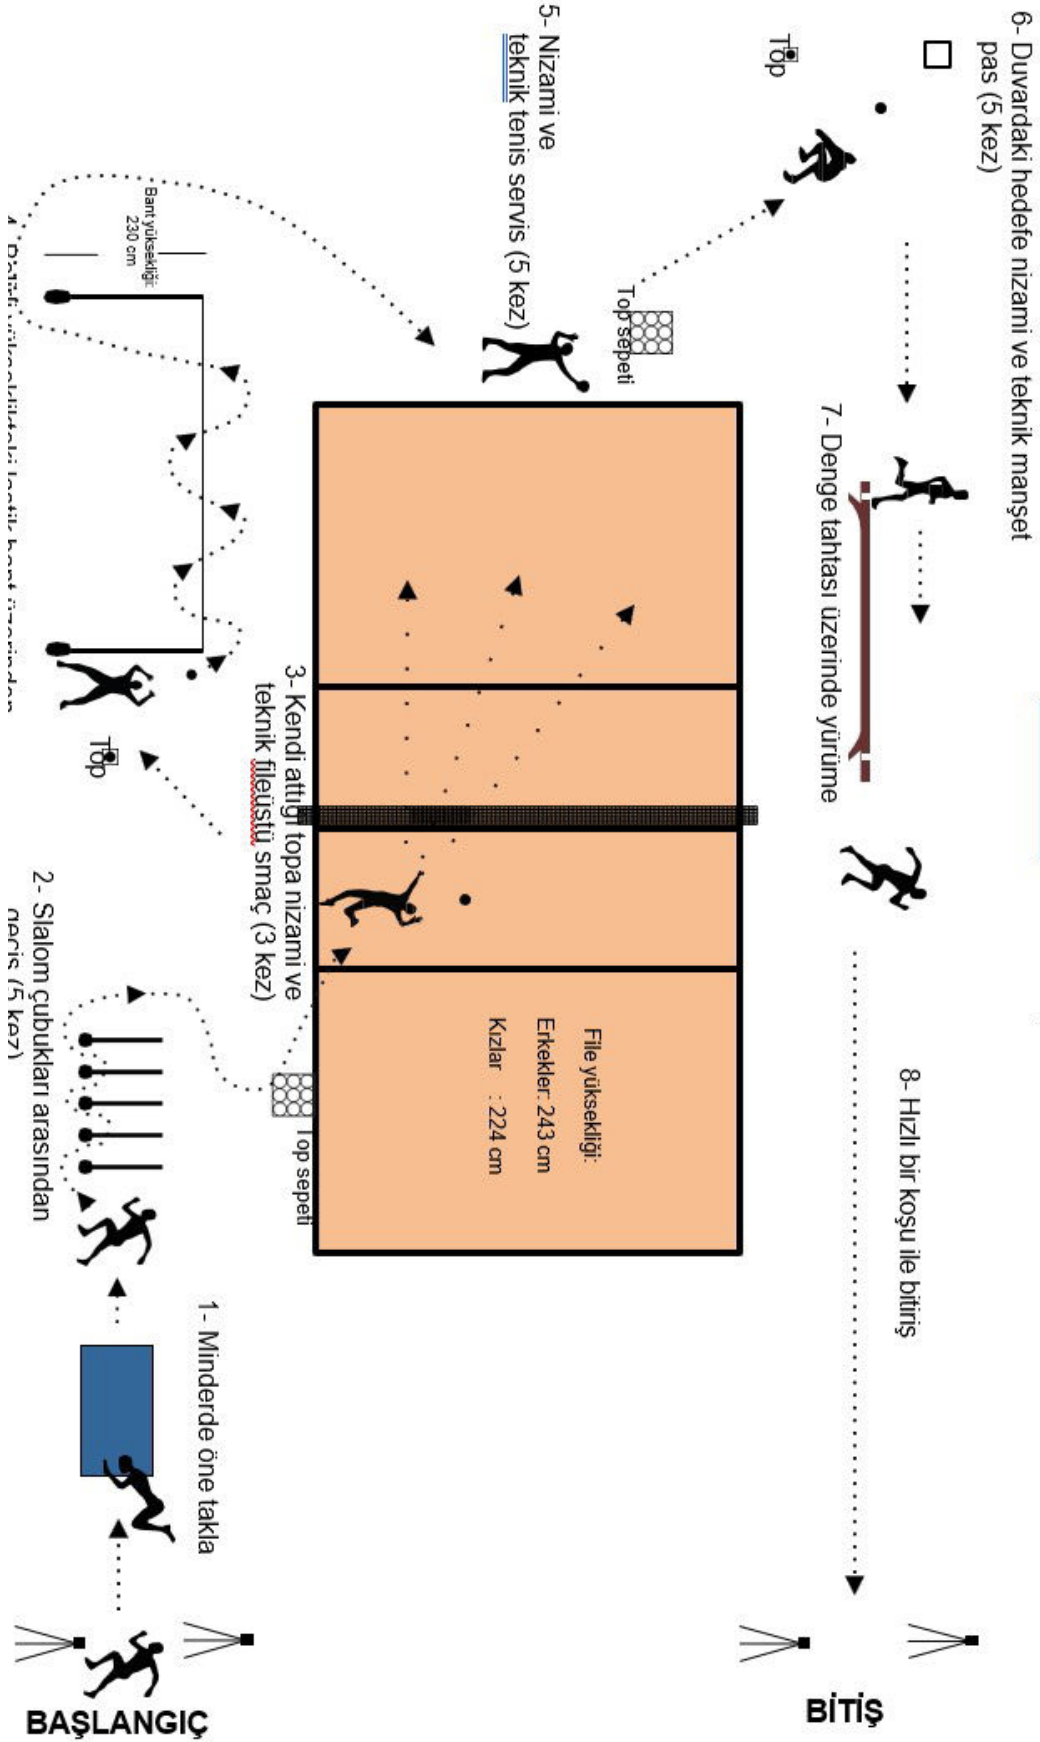 BAŞLANGIÇ
1- Minderde öne takla
2- Slalom çubukları arasından
geçiş (5 kez)
Top sepeti
3- Kendi attığı topa nizami ve
teknik fileüstü smaç (3 kez)
File yüksekliği:
Erkekler: 243 cm
Kızlar : 224 cm
Top
Bant yüksekliği:
230 cm
5- Nizami ve
teknik tenis servis (5 kez)
Top sepeti
Top
6- Duvardaki hedefe nizami ve teknik manşet
pas (5 kez)
7- Denge tahtası üzerinde yürüme
8- Hızlı bir koşu ile bitiriş
BİTİŞ